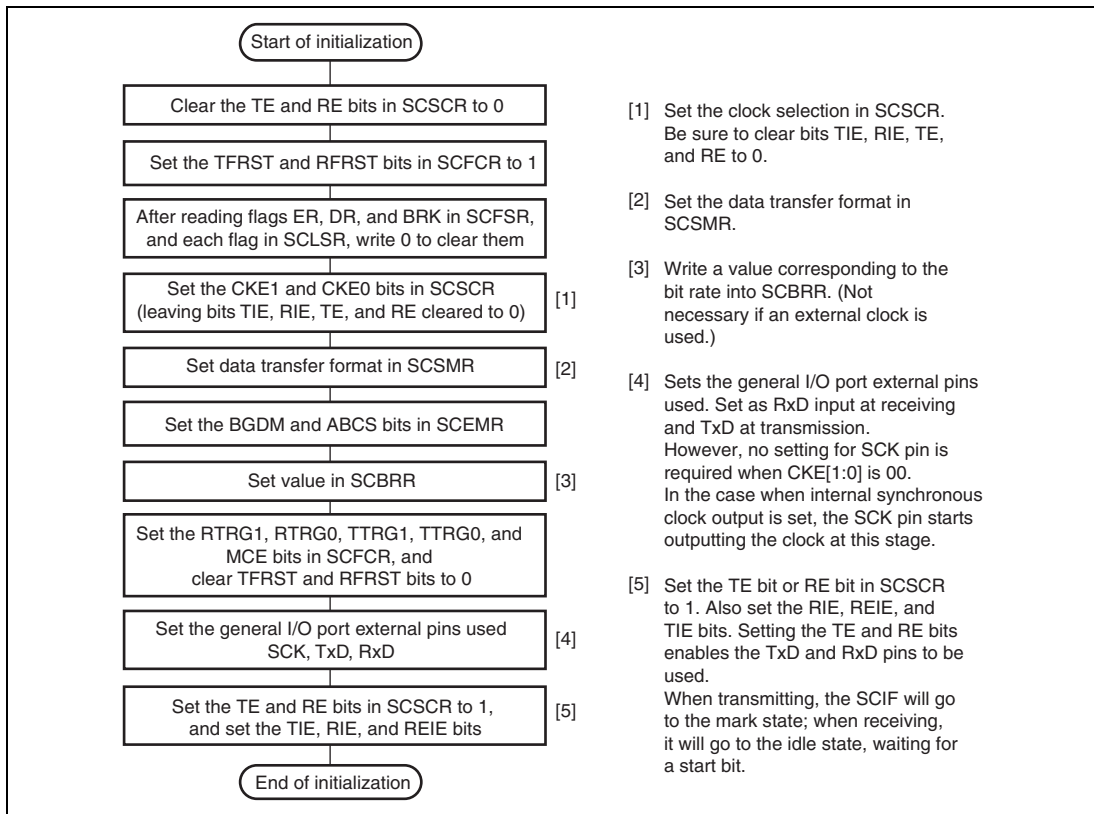 Start of initialization
Clear the TE and RE bits in SCSCR to 0
Set the TFRST and RFRST bits in SCFCR to 1
After reading flags ER, DR, and BRK in SCFSR,
and each flag in SCLSR, write 0 to clear them
Set the CKE1 and CKE0 bits in SCSCR
(leaving bits TIE, RIE, TE, and RE cleared to 0)
[1]
Set data transfer format in SCSMR
[2]
Set the BGDM and ABCS bits in SCEMR
Set value in SCBRR
[3]
Set the RTRG1, RTRG0, TTRG1, TTRG0, and
MCE bits in SCFCR, and
clear TFRST and RFRST bits to 0
Set the general I/O port external pins used
SCK, TxD, RxD
[4]
Set the TE and RE bits in SCSCR to 1,
and set the TIE, RIE, and REIE bits
[5]
End of initialization
[1] Set the clock selection in SCSCR.
Be sure to clear bits TIE, RIE, TE,
and RE to 0.
[2] Set the data transfer format in
SCSMR.
[3] Write a value corresponding to the
bit rate into SCBRR. (Not
necessary if an external clock is
used.)
[4] Sets the general I/O port external pins
used. Set as RxD input at receiving
and TxD at transmission.
However, no setting for SCK pin is
required when CKE[1:0] is 00.
In the case when internal synchronous
clock output is set, the SCK pin starts
outputting the clock at this stage.
[5] Set the TE bit or RE bit in SCSCR
to 1. Also set the RIE, REIE, and
TIE bits. Setting the TE and RE bits
enables the TxD and RxD pins to be
used.
When transmitting, the SCIF will go
to the mark state; when receiving,
it will go to the idle state, waiting for
a start bit.